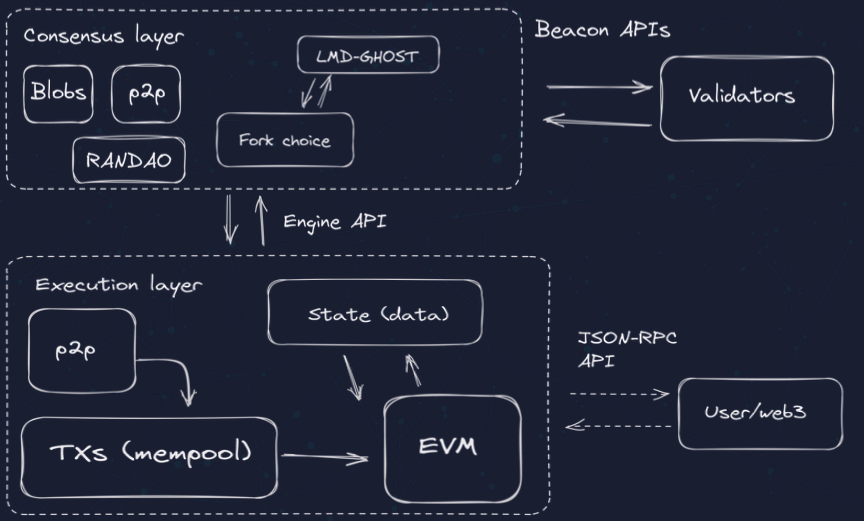 Consensus layer
Beacon APIs
LMD-GHOST
Blobs
p2p
Validators
Fork choice
RANDAO
Engine API
Execution layer
State (data)
p2p
JSON-RPC
API
User/web3
TXs (mempool)
EVM